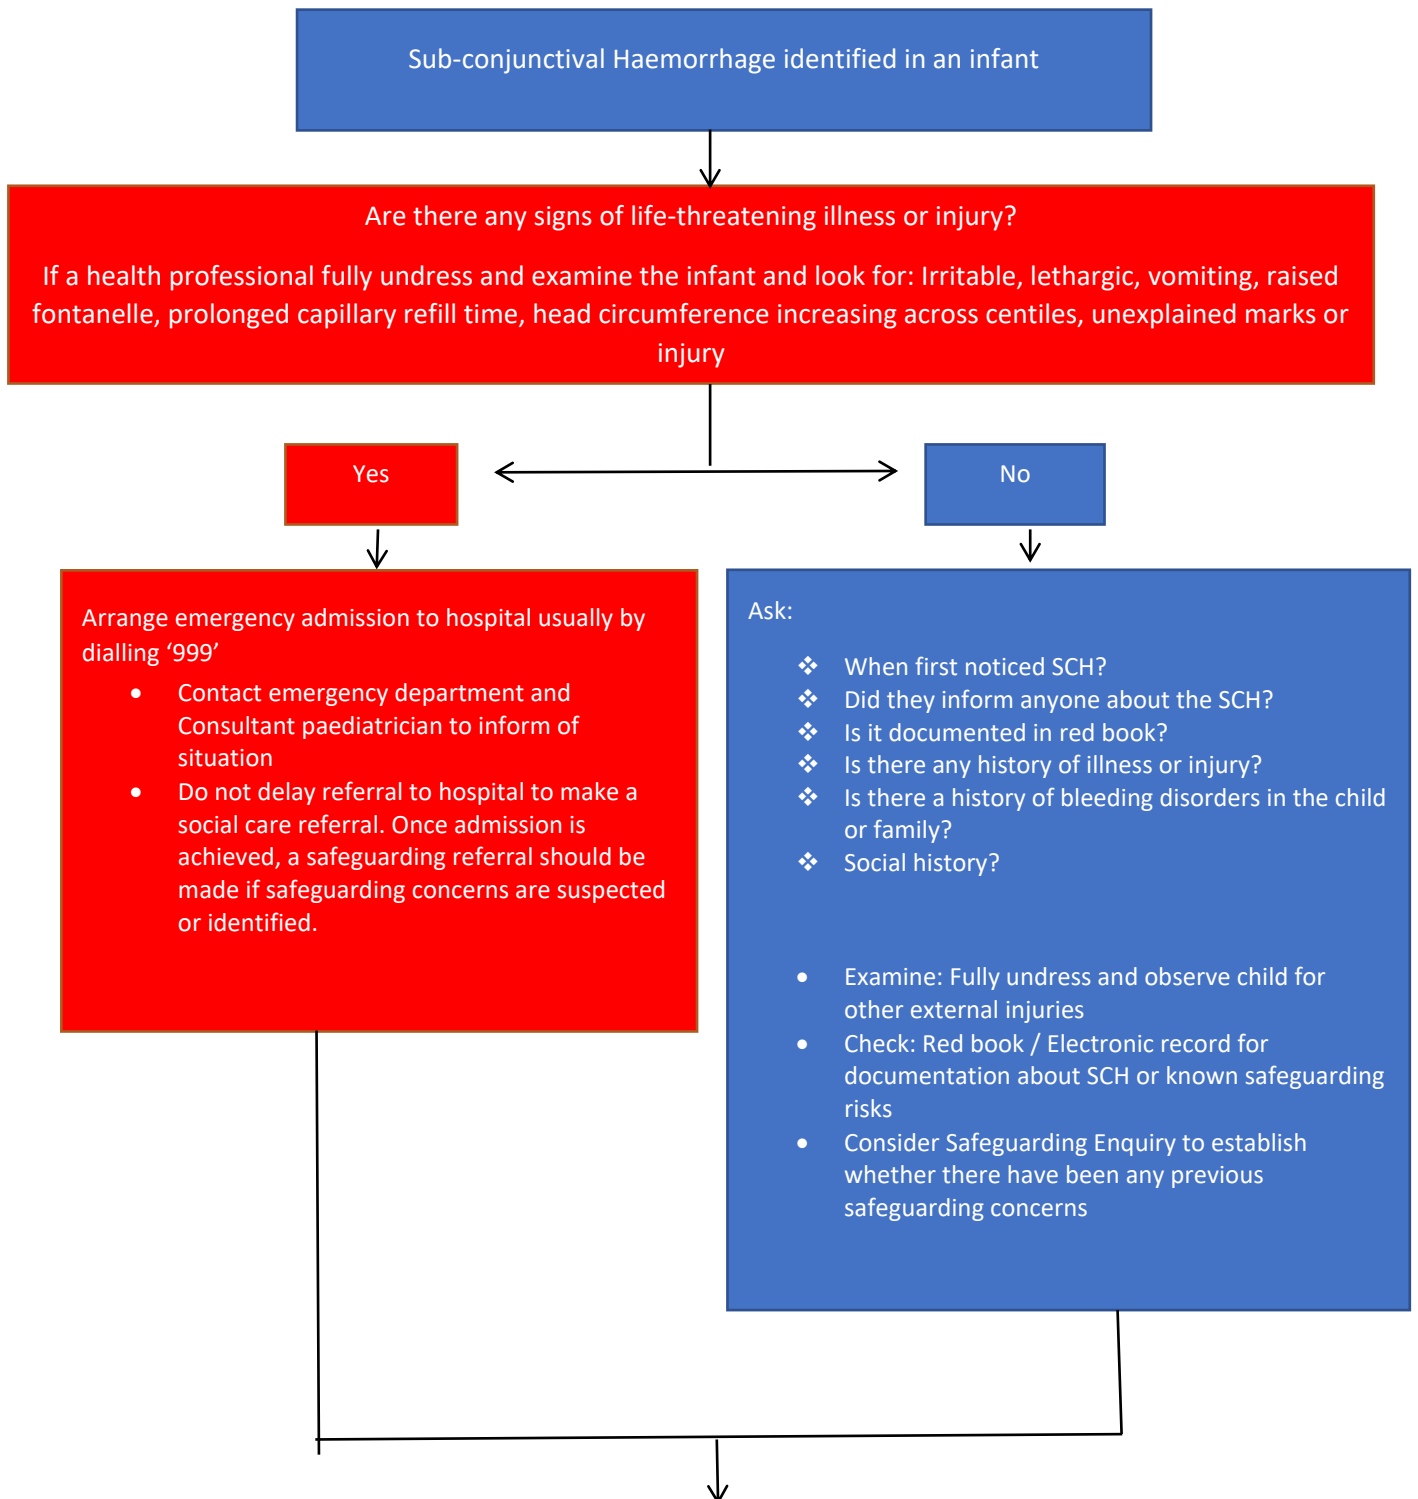 Sub-conjunctival Haemorrhage identified in an infant
Are there any signs of life-threatening illness or injury?
If a health professional fully undress and examine the infant and look for: Irritable, lethargic, vomiting, raised
fontanelle, prolonged capillary refill time, head circumference increasing across centiles, unexplained marks or
injury
Yes
No
Arrange emergency admission to hospital usually by
dialling ‘999’
• Contact emergency department and
Consultant paediatrician to inform of
situation
• Do not delay referral to hospital to make a
social care referral. Once admission is
achieved, a safeguarding referral should be
made if safeguarding concerns are suspected
or identified.
Ask:
❖ When first noticed SCH?
❖ Did they inform anyone about the SCH?
❖ Is it documented in red book?
❖ Is there any history of illness or injury?
❖ Is there a history of bleeding disorders in the child
or family?
❖ Social history?
• Examine: Fully undress and observe child for
other external injuries
• Check: Red book / Electronic record for
documentation about SCH or known safeguarding
risks
• Consider Safeguarding Enquiry to establish
whether there have been any previous
safeguarding concerns